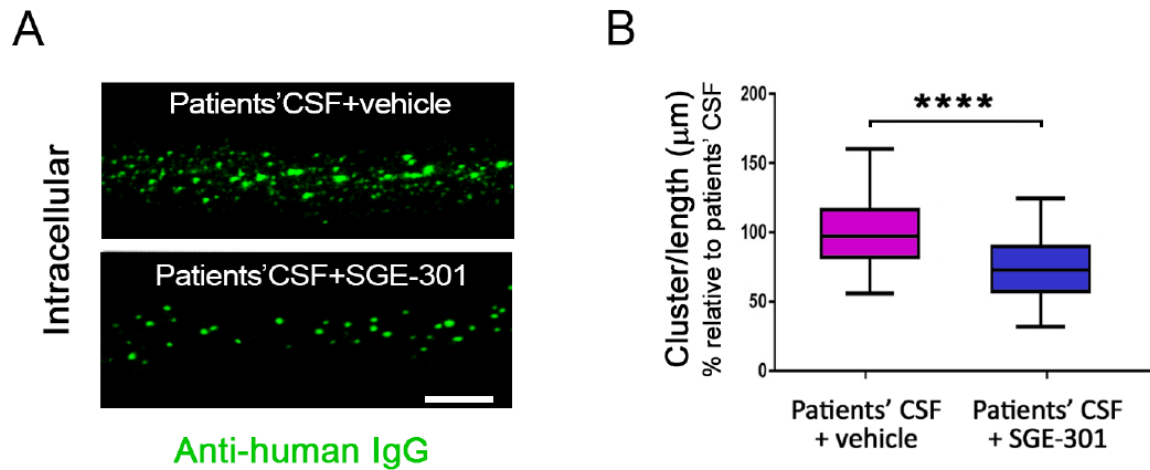 A
Intracellular
Patients'CSF+vehicle
Patients'CSF+SGE-301
Anti-human IgG
B
Cluster/length (μm)
% relative to patients' CSF
200
150
100
50
0
****
Patients' CSF
+ vehicle
Patients' CSF
+ SGE-301